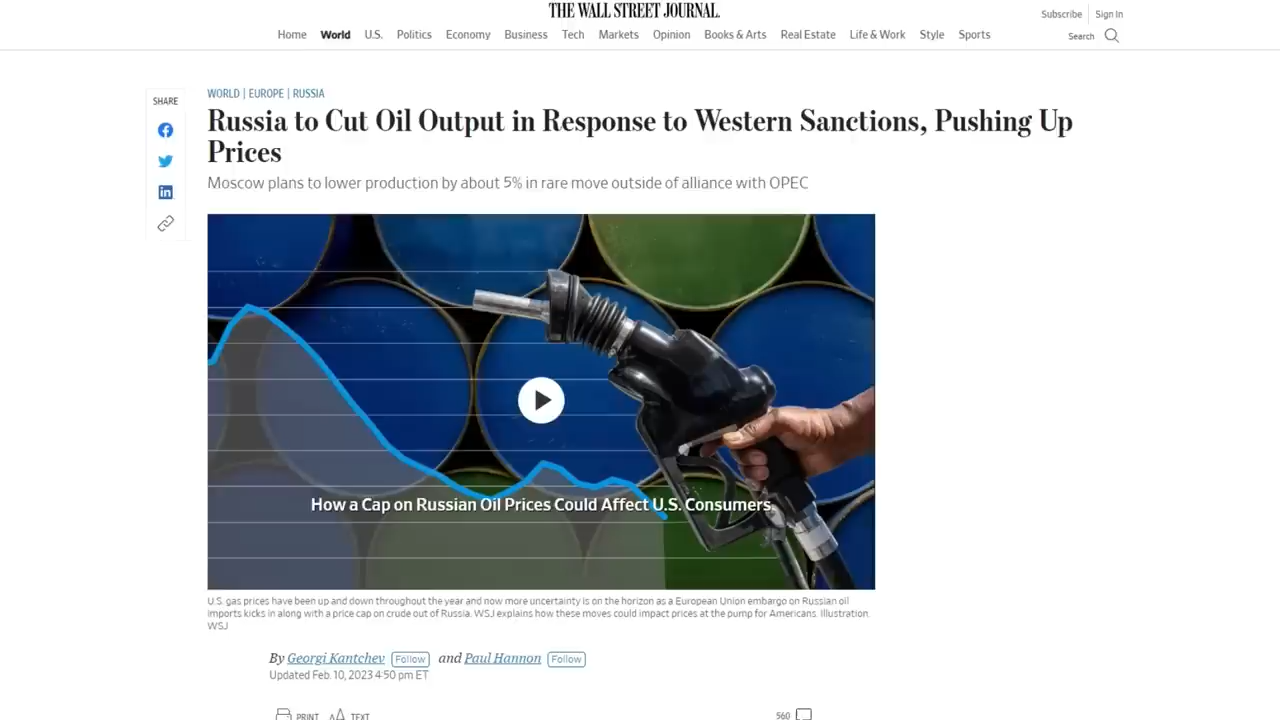 THE WALL STREET JOURNAL.
Subscribe Sign In
Home World U.S. Politics Economy Business Tech Markets Opinion Books & Arts Real Estate Life & Work Style Sports
Search
SHARE
WORLD | EUROPE | RUSSIA
Russia to Cut Oil Output in Response to Western Sanctions, Pushing Up
Prices
Moscow plans to lower production by about 5% in rare move outside of alliance with OPEC
How a Cap on Russian Oil Prices Could Affect U.S. Consumers
U.S. gas prices have been up and down throughout the year and now more uncertainty is on the horizon as a European Union embargo on Russian oil
imports kicks in along with a price cap on crude out of Russia. WSJ explains how these moves could impact prices at the pump for Americans. Illustration:
WSJ
By Georgi Kantchev Follow and Paul Hannon Follow
Updated Feb. 10, 2023 4:50 pm ET
PRINT AA TEXT
560